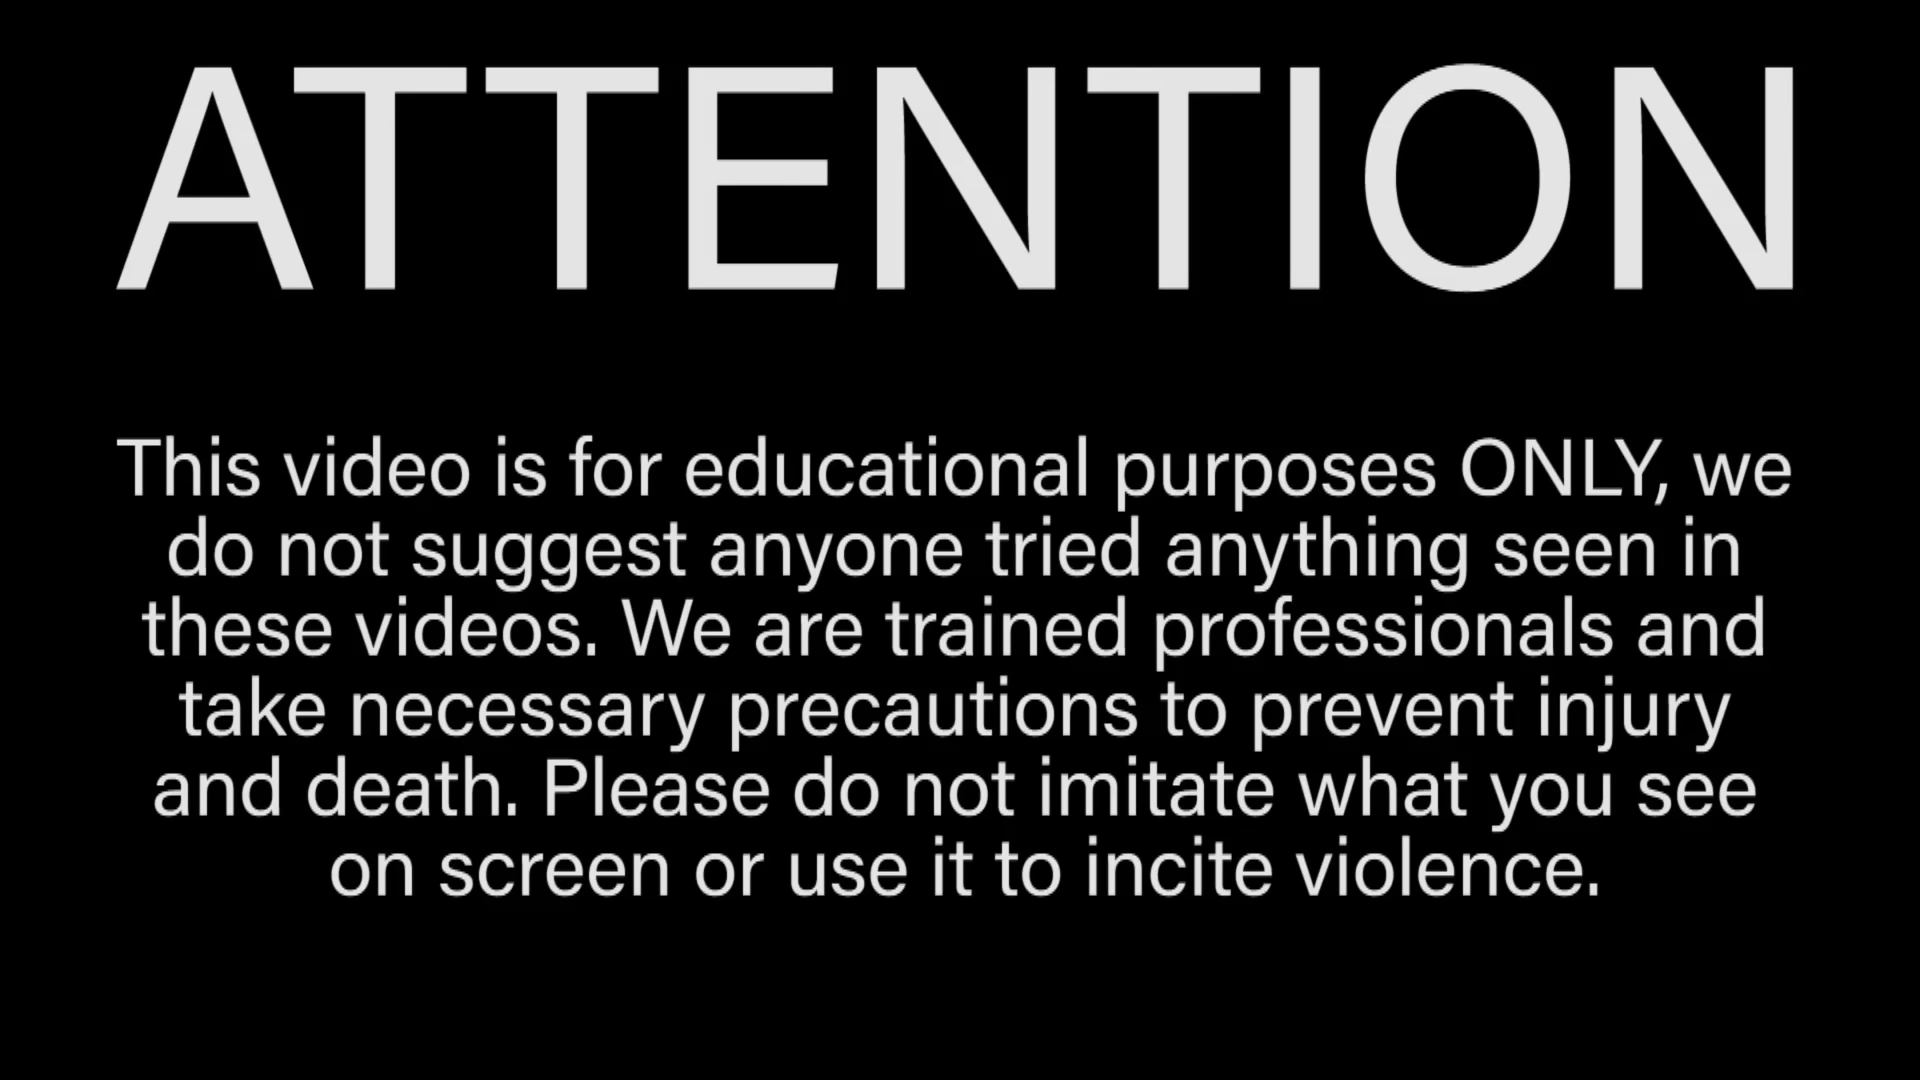 ATTENTION
This video is for educational purposes ONLY, we
do not suggest anyone tried anything seen in
these videos. We are trained professionals and
take necessary precautions to prevent injury
and death. Please do not imitate what you see
on screen or use it to incite violence.